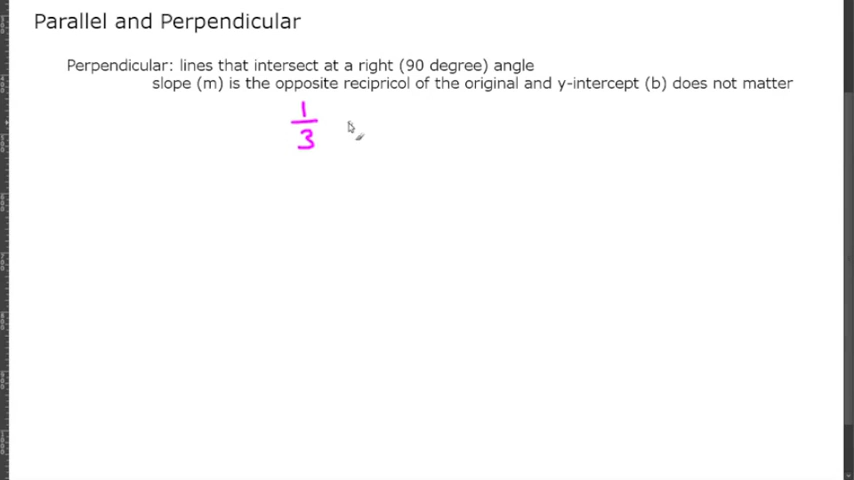 Parallel and Perpendicular
Perpendicular: lines that intersect at a right (90 degree) angle
slope (m) is the opposite recipricol of the original and y-intercept (b) does not matter
1
3